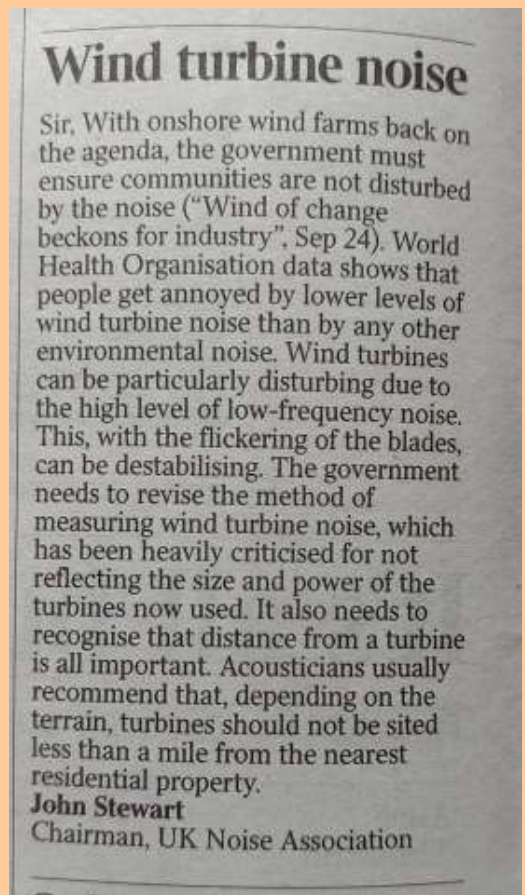 Wind turbine noise
Sir, With onshore wind farms back on
the agenda, the government must
ensure communities are not disturbed
by the noise (“Wind of change
beckons for industry”, Sep 24). World
Health Organisation data shows that
people get annoyed by lower levels of
wind turbine noise than by any other
environmental noise. Wind turbines
can be particularly disturbing due to
the high level of low-frequency noise.
This, with the flickering of the blades,
can be destabilising. The government
needs to revise the method of
measuring wind turbine noise, which
has been heavily criticised for not
reflecting the size and power of the
turbines now used. It also needs to
recognise that distance from a turbine
is all important. Acousticians usually
recommend that, depending on the
terrain, turbines should not be sited
less than a mile from the nearest
residential property.
John Stewart
Chairman, UK Noise Association